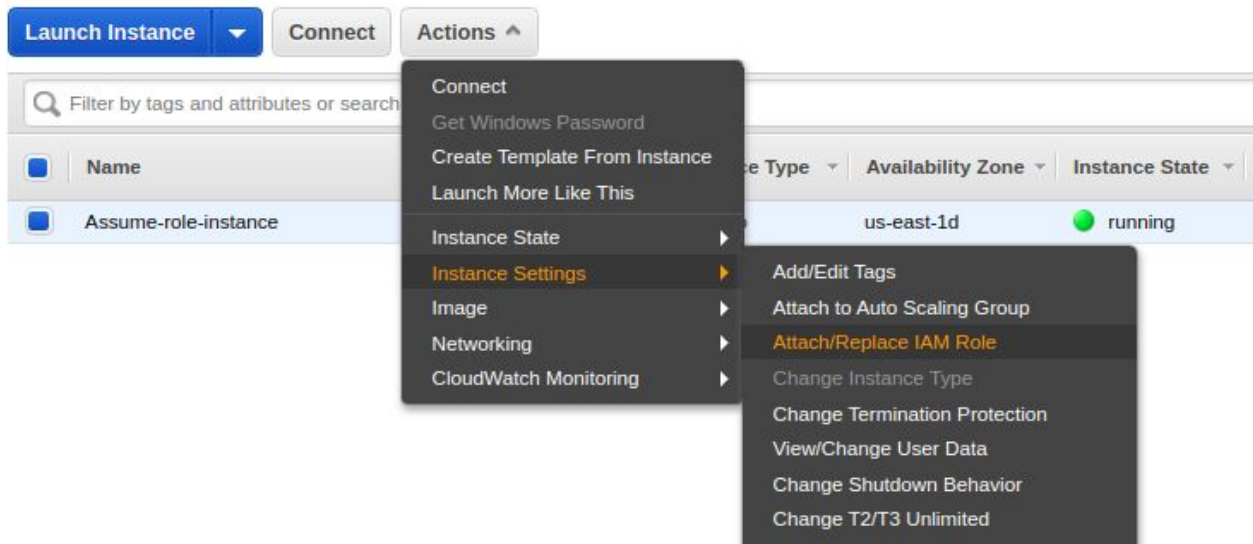 Launch Instance Connect Actions
Filter by tags and attributes or search
Name Type Availability Zone Instance State
Assume-role-instance us-east-1d running
Connect
Get Windows Password
Create Template From Instance
Launch More Like This
Instance State
Instance Settings
Image
Networking
CloudWatch Monitoring
Add/Edit Tags
Attach to Auto Scaling Group
Attach/Replace IAM Role
Change Instance Type
Change Termination Protection
View/Change User Data
Change Shutdown Behavior
Change T2/T3 Unlimited